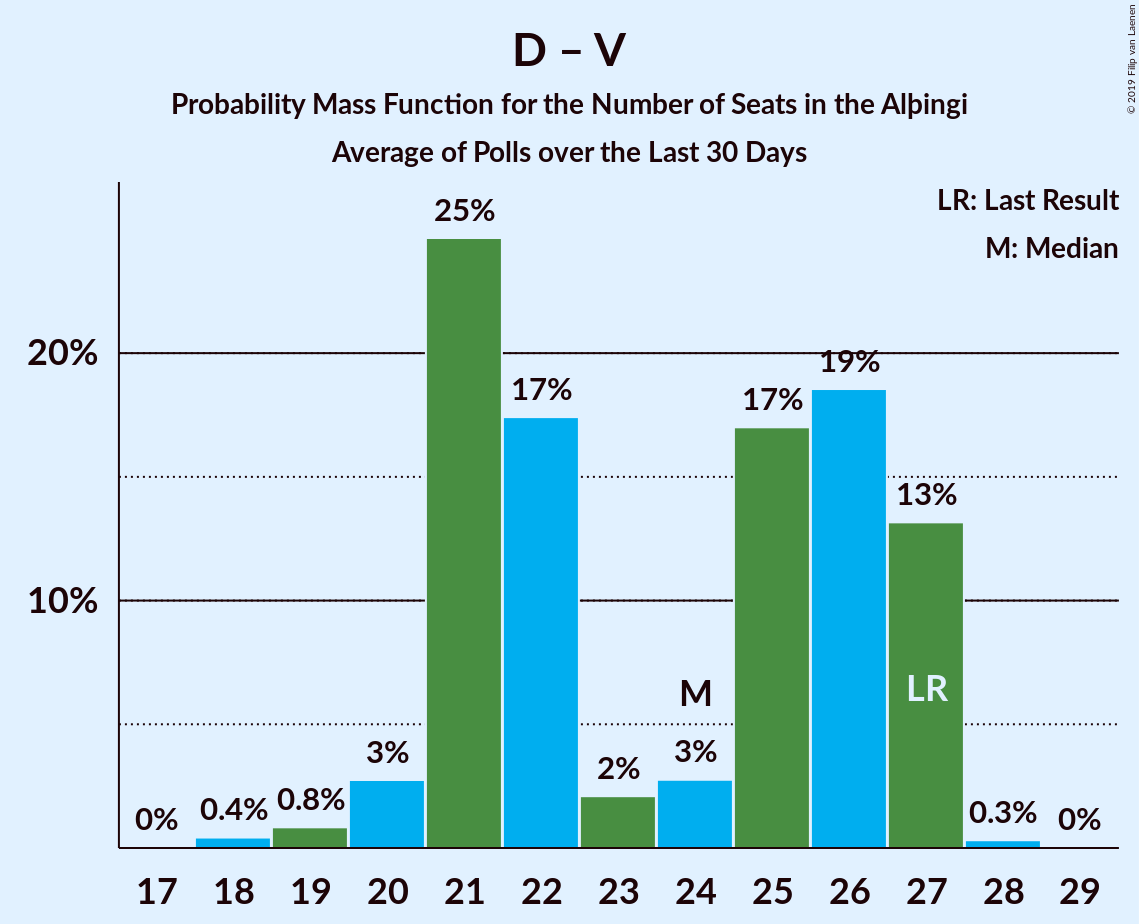 D – V
Probability Mass Function for the Number of Seats in the Alþingi
Average of Polls over the Last 30 Days
© 2019 Filip van Laenen
LR: Last Result
M: Median
25%
20%
19%
17%
17%
13%
10%
LR
M
3%
3%
2%
0.8%
0.4%
0.3%
0%
0%
17 18 19 20 21 22 23 24 25 26 27 28 29